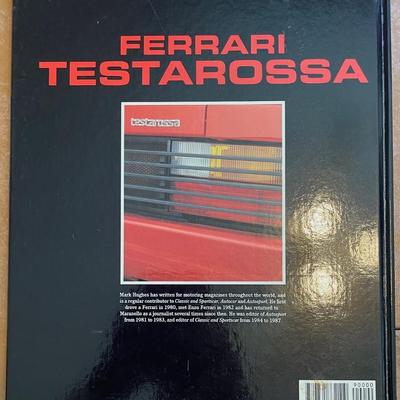 FERRARI
TESTAROSSA
testarossa
Mark Hughes has written for motoring magazines throughout the world, and
is a regular contributor to Classic and Sportscar, Autocar and Autosport. He first
drove a Ferrari in 1980, met Enzo Ferrari in 1982 and has returned to
Maranello as a journalist several times since then. He was editor of Autosport
from 1981 to 1983, and editor of Classic and Sportscar from 1984 to 1987.
90000